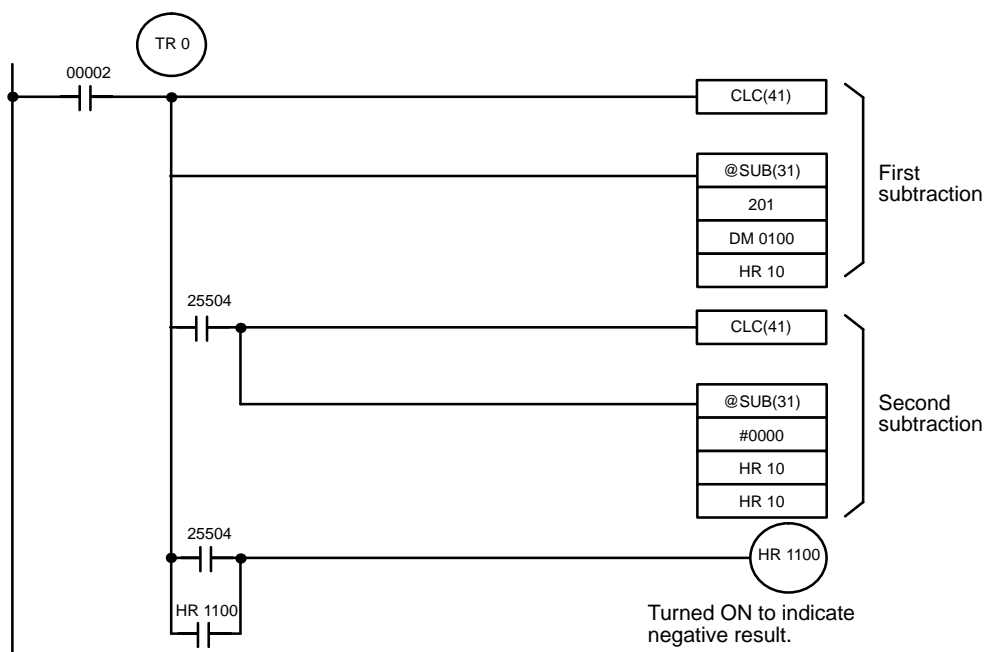 TR 0
00002
CLC(41)
@SUB(31)
201
DM 0100
HR 10
First
subtraction
25504
CLC(41)
@SUB(31)
#0000
HR 10
HR 10
Second
subtraction
25504
HR 1100
HR 1100
Turned ON to indicate
negative result.